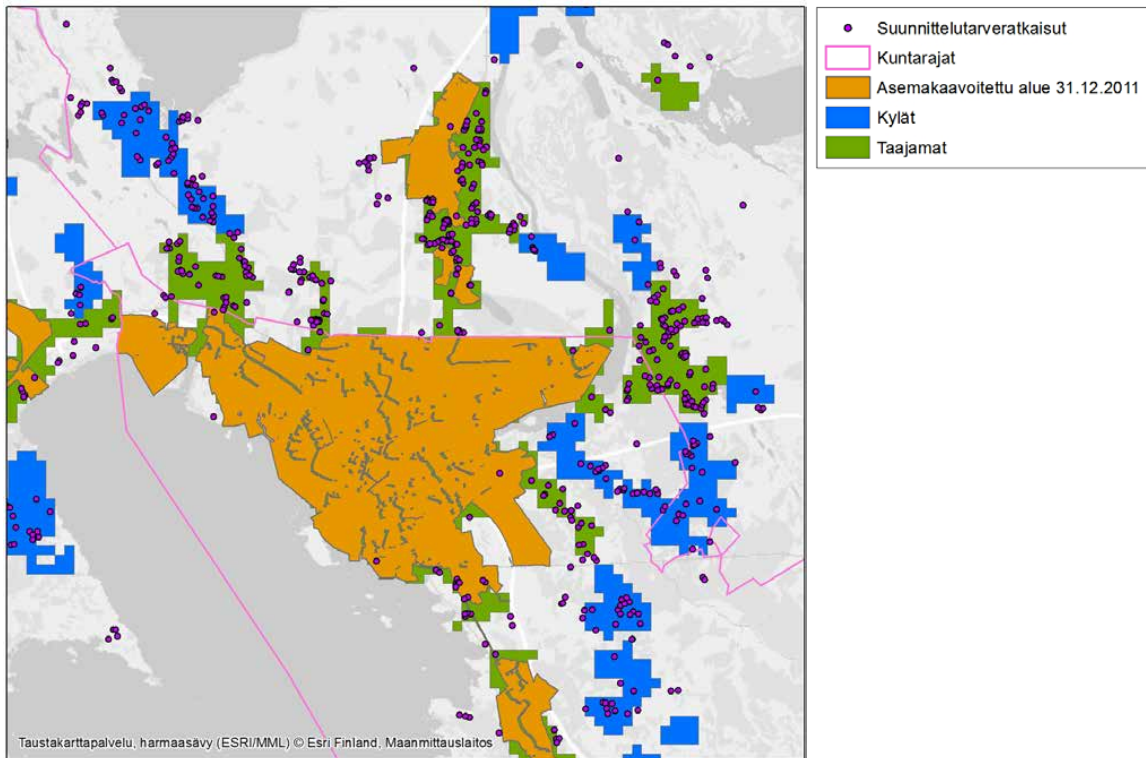 Suunnittelutarveratkaisut
Kuntarajat
Asemakaavoitettu alue 31.12.2011
Kylät
Taajamat
Taustakarttapalvelu, harmaasävy (ESRI/MML) © Esri Finland, Maanmittauslaitos